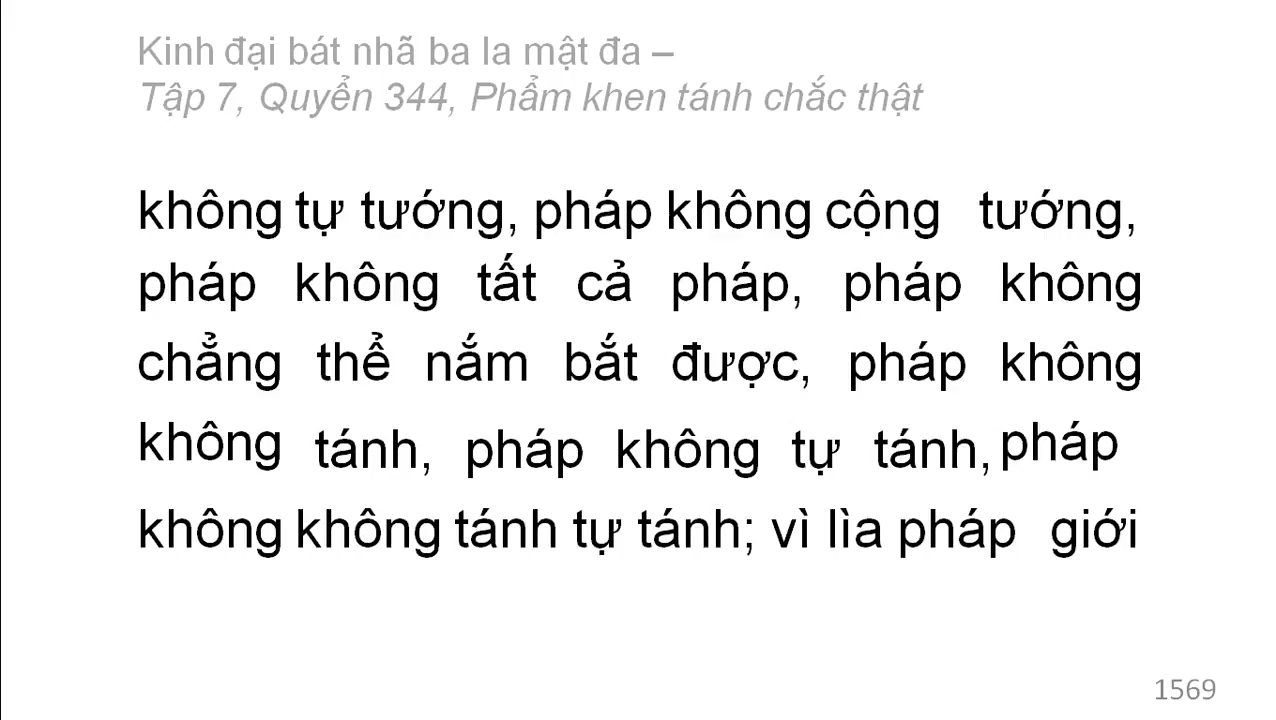 Kinh đại bát nhã ba la mật đa –
Tập 7, Quyển 344, Phẩm khen tánh chắc thật
không tự tướng, pháp không cộng tướng,
pháp không tất cả pháp, pháp không
chẳng thể nắm bắt được, pháp không
không tánh, pháp không tự tánh, pháp
không không tánh tự tánh; vì lìa pháp giới
1569